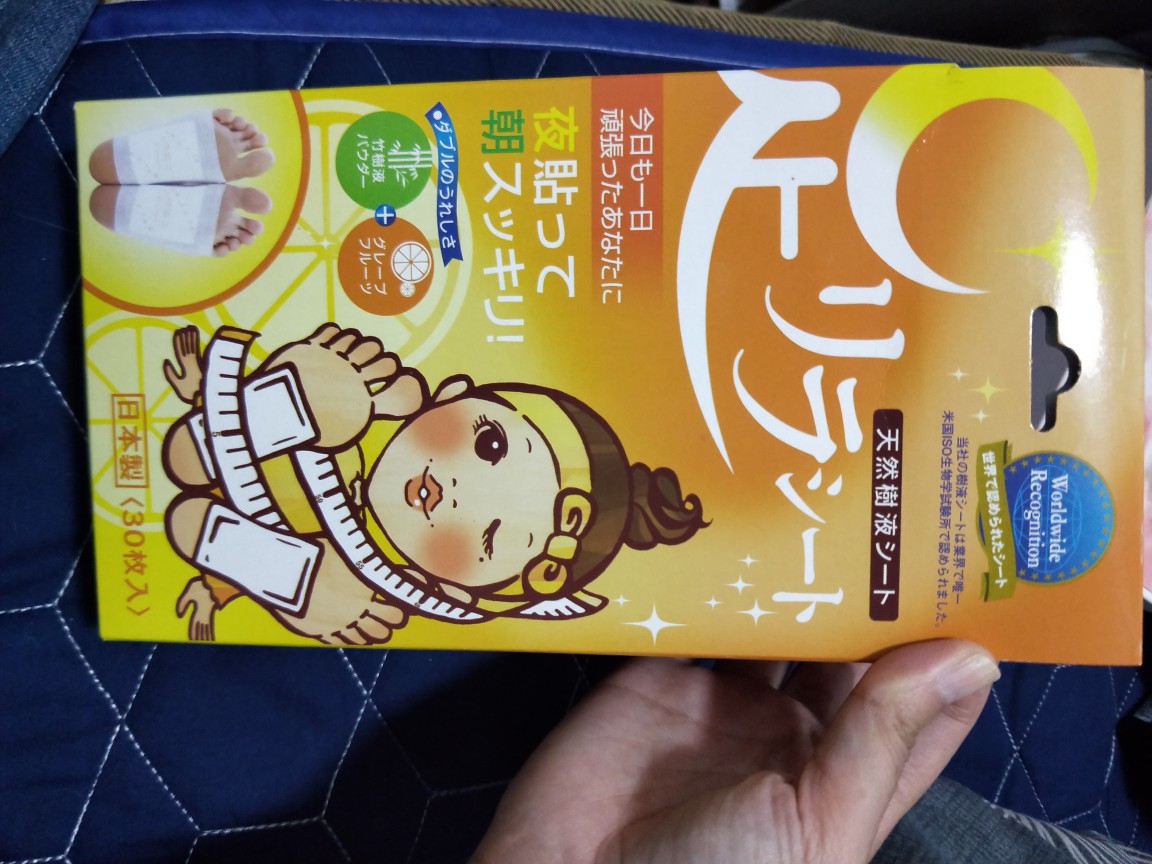 Worldwide
Recognition
世界で認められたシート
当社の樹液シートは業界で唯一
米国ISO生物学試験所で認められました。
足リラシート
天然樹液シート
今日も一日
頑張ったあなたに
夜貼って
朝スッキリ!
ダブルのうれしさ
竹樹液
パウダー
+
グレープ
フルーツ
GG
日本製〈30枚入〉